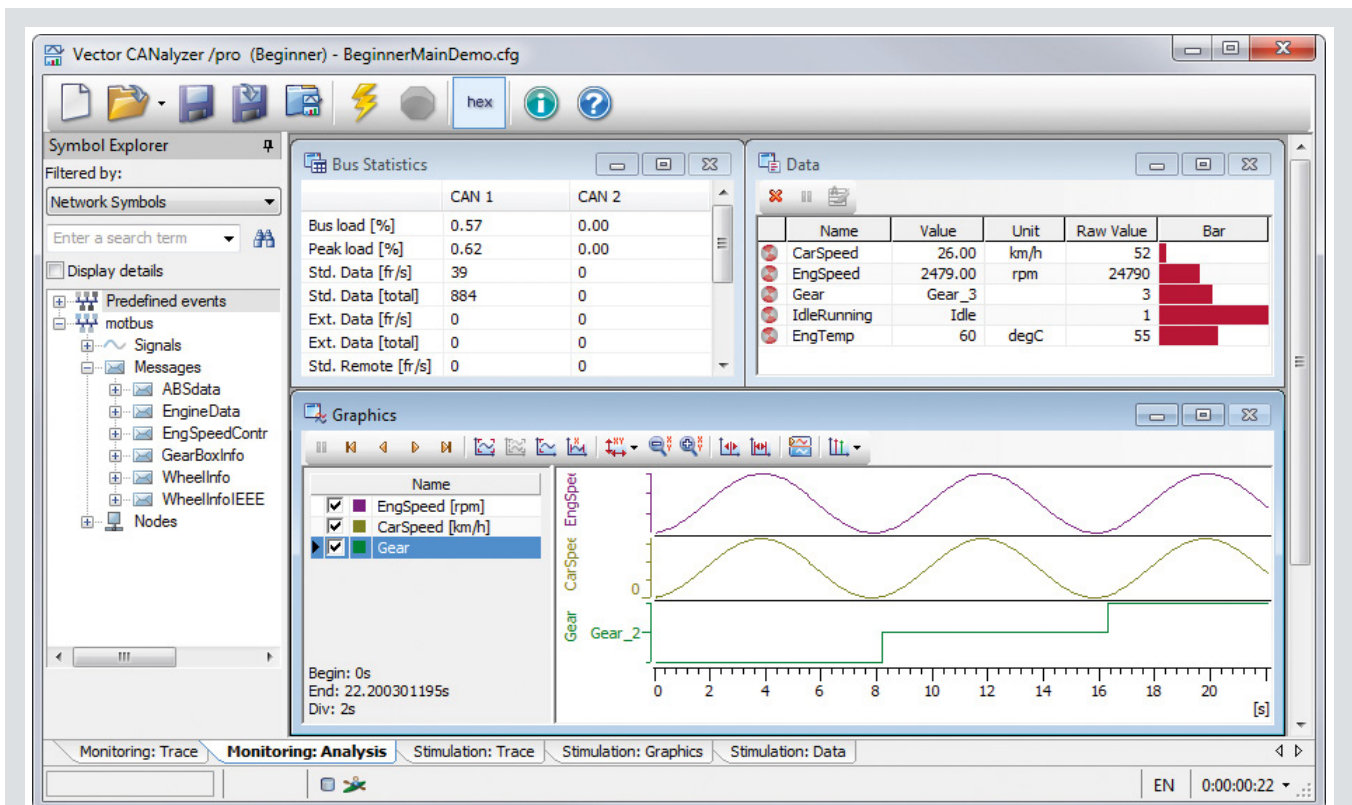 Vector CANalyzer /pro (Beginner) - BeginnerMainDemo.cfg
hex
Symbol Explorer
Filtered by:
Network Symbols
Enter a search term
Display details
Predefined events
motbus
Signals
Messages
ABSdata
EngineData
EngSpeedContr
GearBoxInfo
WheelInfo
WheelInfoIEEE
Nodes
Bus Statistics
CAN 1 CAN 2
Bus load [%] 0.57 0.00
Peak load [%] 0.62 0.00
Std. Data [fr/s] 39 0
Std. Data [total] 884 0
Ext. Data [fr/s] 0 0
Ext. Data [total] 0 0
Std. Remote [fr/s] 0 0
Data
Name Value Unit Raw Value Bar
CarSpeed 26.00 km/h 52
EngSpeed 2479.00 rpm 24790
Gear Gear_3 3
IdleRunning Idle 1
EngTemp 60 degC 55
Graphics
Name
EngSpeed [rpm]
CarSpeed [km/h]
Gear
Begin: 0s
End: 22.200301195s
Div: 2s
EngSpee
CarSpee
0
Gear
Gear_2
0 2 4 6 8 10 12 14 16 18 20
[s]
Monitoring: Trace Monitoring: Analysis Stimulation: Trace Stimulation: Graphics Stimulation: Data
EN 0:00:00:22